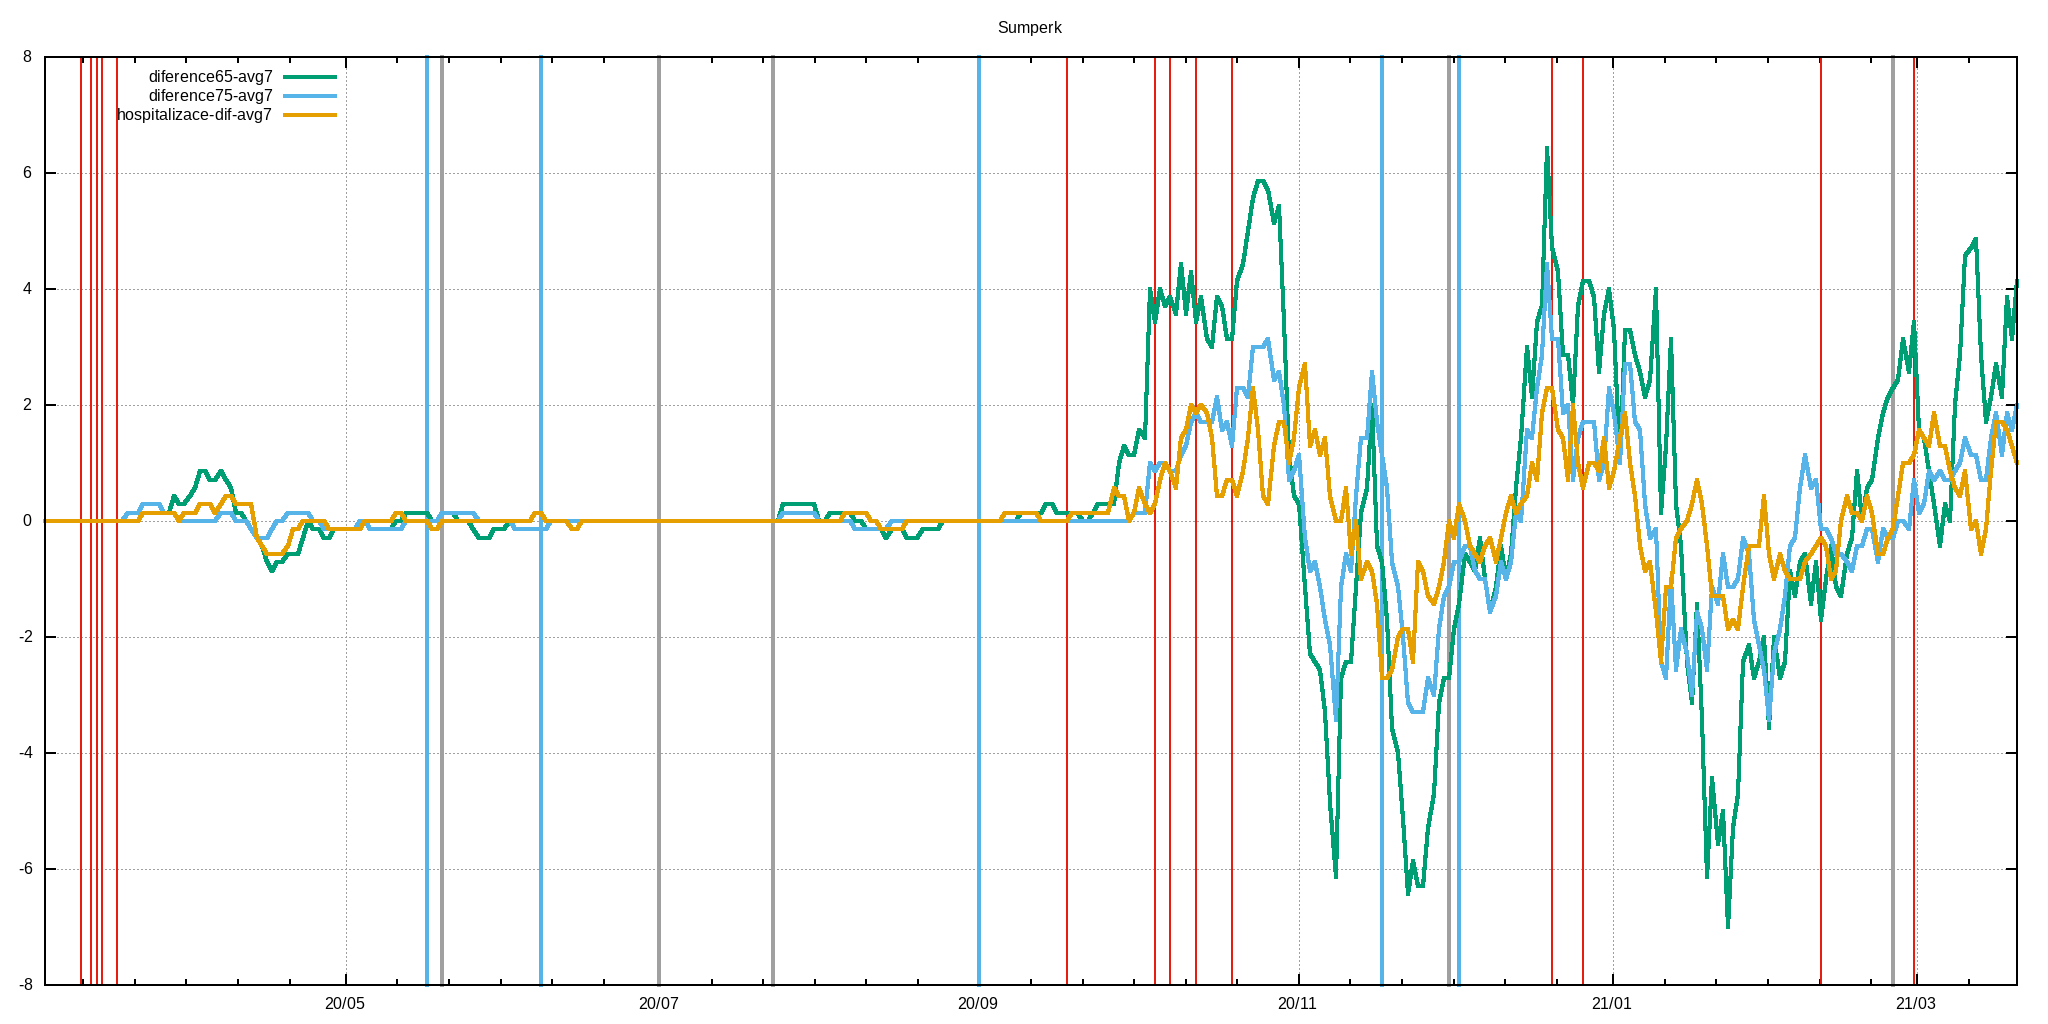 Sumperk
diference65-avg7
diference75-avg7
hospitalizace-dif-avg7
8
6
4
2
0
-2
-4
-6
-8
20/05 20/07 20/09 20/11 21/01 21/03